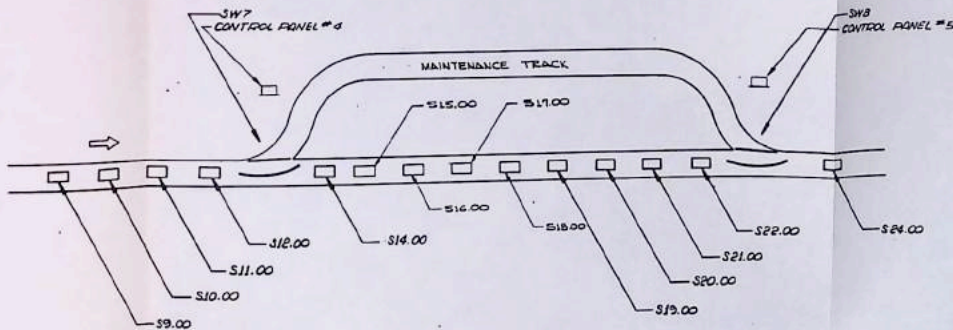 SW7
CONTROL PANEL #4
SW8
CONTROL PANEL #5
MAINTENANCE TRACK
S15.00
S17.00
S16.00
S18.00
S12.00
S14.00
S22.00
S24.00
S11.00
S21.00
S10.00
S20.00
S9.00
S19.00